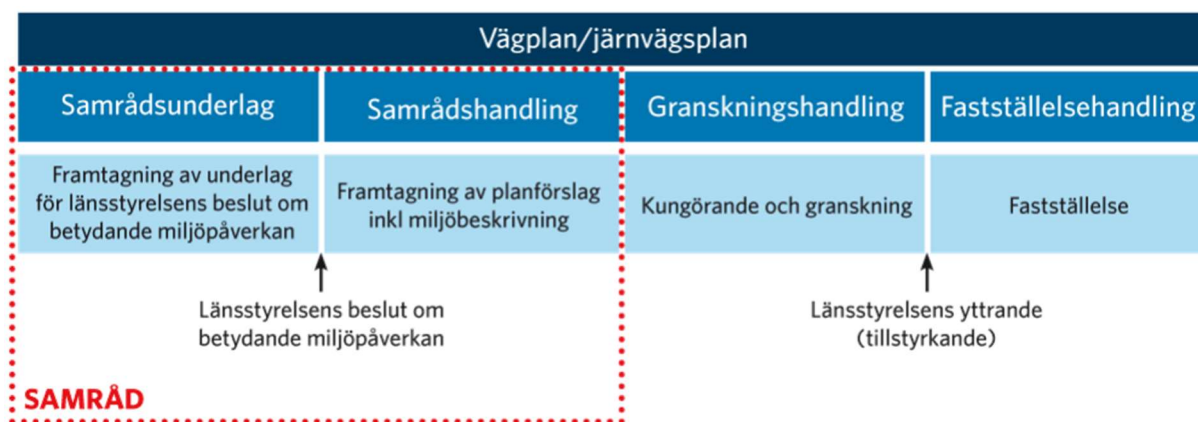 Vägplan/järnvägsplan
Samrådsunderlag
Samrådshandling
Granskningshandling
Fastställelsehandling
Framtagning av underlag
för länsstyrelsens beslut om
betydande miljöpåverkan
Framtagning av planförslag
inkl miljöbeskrivning
Kungörande och granskning
Fastställelse
Länsstyrelsens beslut om
betydande miljöpåverkan
Länsstyrelsens yttrande
(tillstyrkande)
SAMRÅD